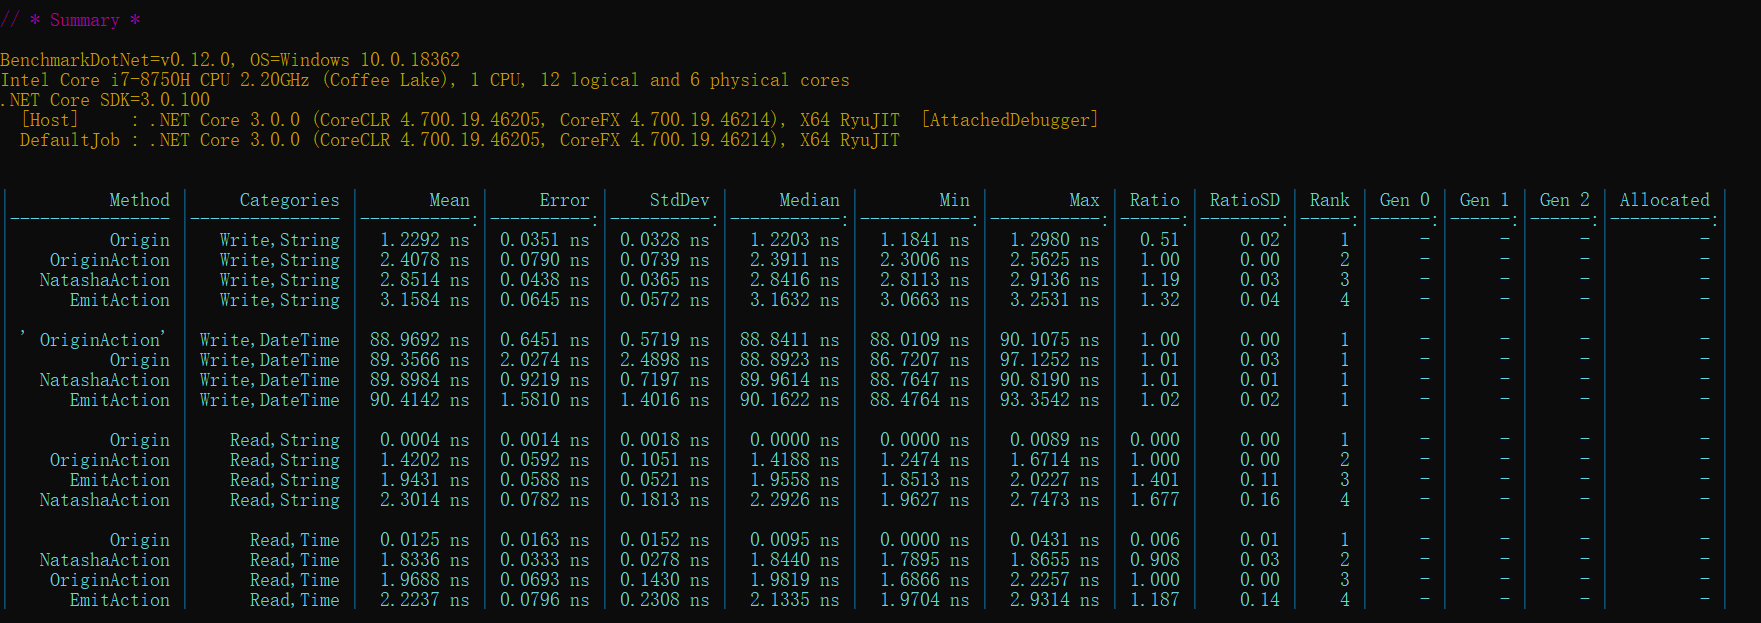 // * Summary *
BenchmarkDotNet=v0.12.0, OS=Windows 10.0.18362
Intel Core i7-8750H CPU 2.20GHz (Coffee Lake), 1 CPU, 12 logical and 6 physical cores
.NET Core SDK=3.0.100
  [Host]     : .NET Core 3.0.0 (CoreCLR 4.700.19.46205, CoreFX 4.700.19.46214), X64 RyuJIT  [AttachedDebugger]
  DefaultJob : .NET Core 3.0.0 (CoreCLR 4.700.19.46205, CoreFX 4.700.19.46214), X64 RyuJIT
| Method | Categories | Mean | Error | StdDev | Median | Min | Max | Ratio | RatioSD | Rank | Gen 0 | Gen 1 | Gen 2 | Allocated |
|---------------- |--------------- |-----------:|----------:|----------:|-----------:|-----------:|-----------:|------:|--------:|-----:|------:|------:|------:|----------:|
| Origin | Write,String | 1.2292 ns | 0.0351 ns | 0.0328 ns | 1.2203 ns | 1.1841 ns | 1.2980 ns | 0.51 | 0.02 | 1 | - | - | - | - |
| OriginAction | Write,String | 2.4078 ns | 0.0790 ns | 0.0739 ns | 2.3911 ns | 2.3006 ns | 2.5625 ns | 1.00 | 0.00 | 2 | - | - | - | - |
| NatashaAction | Write,String | 2.8514 ns | 0.0438 ns | 0.0365 ns | 2.8416 ns | 2.8113 ns | 2.9136 ns | 1.19 | 0.03 | 3 | - | - | - | - |
| EmitAction | Write,String | 3.1584 ns | 0.0645 ns | 0.0572 ns | 3.1632 ns | 3.0663 ns | 3.2531 ns | 1.32 | 0.04 | 4 | - | - | - | - |
| ' OriginAction' | Write,DateTime | 88.9692 ns | 0.6451 ns | 0.5719 ns | 88.8411 ns | 88.0109 ns | 90.1075 ns | 1.00 | 0.00 | 1 | - | - | - | - |
| Origin | Write,DateTime | 89.3566 ns | 2.0274 ns | 2.4898 ns | 88.8923 ns | 86.7207 ns | 97.1252 ns | 1.01 | 0.03 | 1 | - | - | - | - |
| NatashaAction | Write,DateTime | 89.8984 ns | 0.9219 ns | 0.7197 ns | 89.9614 ns | 88.7647 ns | 90.8190 ns | 1.01 | 0.01 | 1 | - | - | - | - |
| EmitAction | Write,DateTime | 90.4142 ns | 1.5810 ns | 1.4016 ns | 90.1622 ns | 88.4764 ns | 93.3542 ns | 1.02 | 0.02 | 1 | - | - | - | - |
| Origin | Read,String | 0.0004 ns | 0.0014 ns | 0.0018 ns | 0.0000 ns | 0.0000 ns | 0.0089 ns | 0.000 | 0.00 | 1 | - | - | - | - |
| OriginAction | Read,String | 1.4202 ns | 0.0592 ns | 0.1051 ns | 1.4188 ns | 1.2474 ns | 1.6714 ns | 1.000 | 0.00 | 2 | - | - | - | - |
| EmitAction | Read,String | 1.9431 ns | 0.0588 ns | 0.0521 ns | 1.9558 ns | 1.8513 ns | 2.0227 ns | 1.401 | 0.11 | 3 | - | - | - | - |
| NatashaAction | Read,String | 2.3014 ns | 0.0782 ns | 0.1813 ns | 2.2926 ns | 1.9627 ns | 2.7473 ns | 1.677 | 0.16 | 4 | - | - | - | - |
| Origin | Read,Time | 0.0125 ns | 0.0163 ns | 0.0152 ns | 0.0095 ns | 0.0000 ns | 0.0431 ns | 0.006 | 0.01 | 1 | - | - | - | - |
| NatashaAction | Read,Time | 1.8336 ns | 0.0333 ns | 0.0278 ns | 1.8440 ns | 1.7895 ns | 1.8655 ns | 0.908 | 0.03 | 2 | - | - | - | - |
| OriginAction | Read,Time | 1.9688 ns | 0.0693 ns | 0.1430 ns | 1.9819 ns | 1.6866 ns | 2.2257 ns | 1.000 | 0.00 | 3 | - | - | - | - |
| EmitAction | Read,Time | 2.2237 ns | 0.0796 ns | 0.2308 ns | 2.1335 ns | 1.9704 ns | 2.9314 ns | 1.187 | 0.14 | 4 | - | - | - | - |